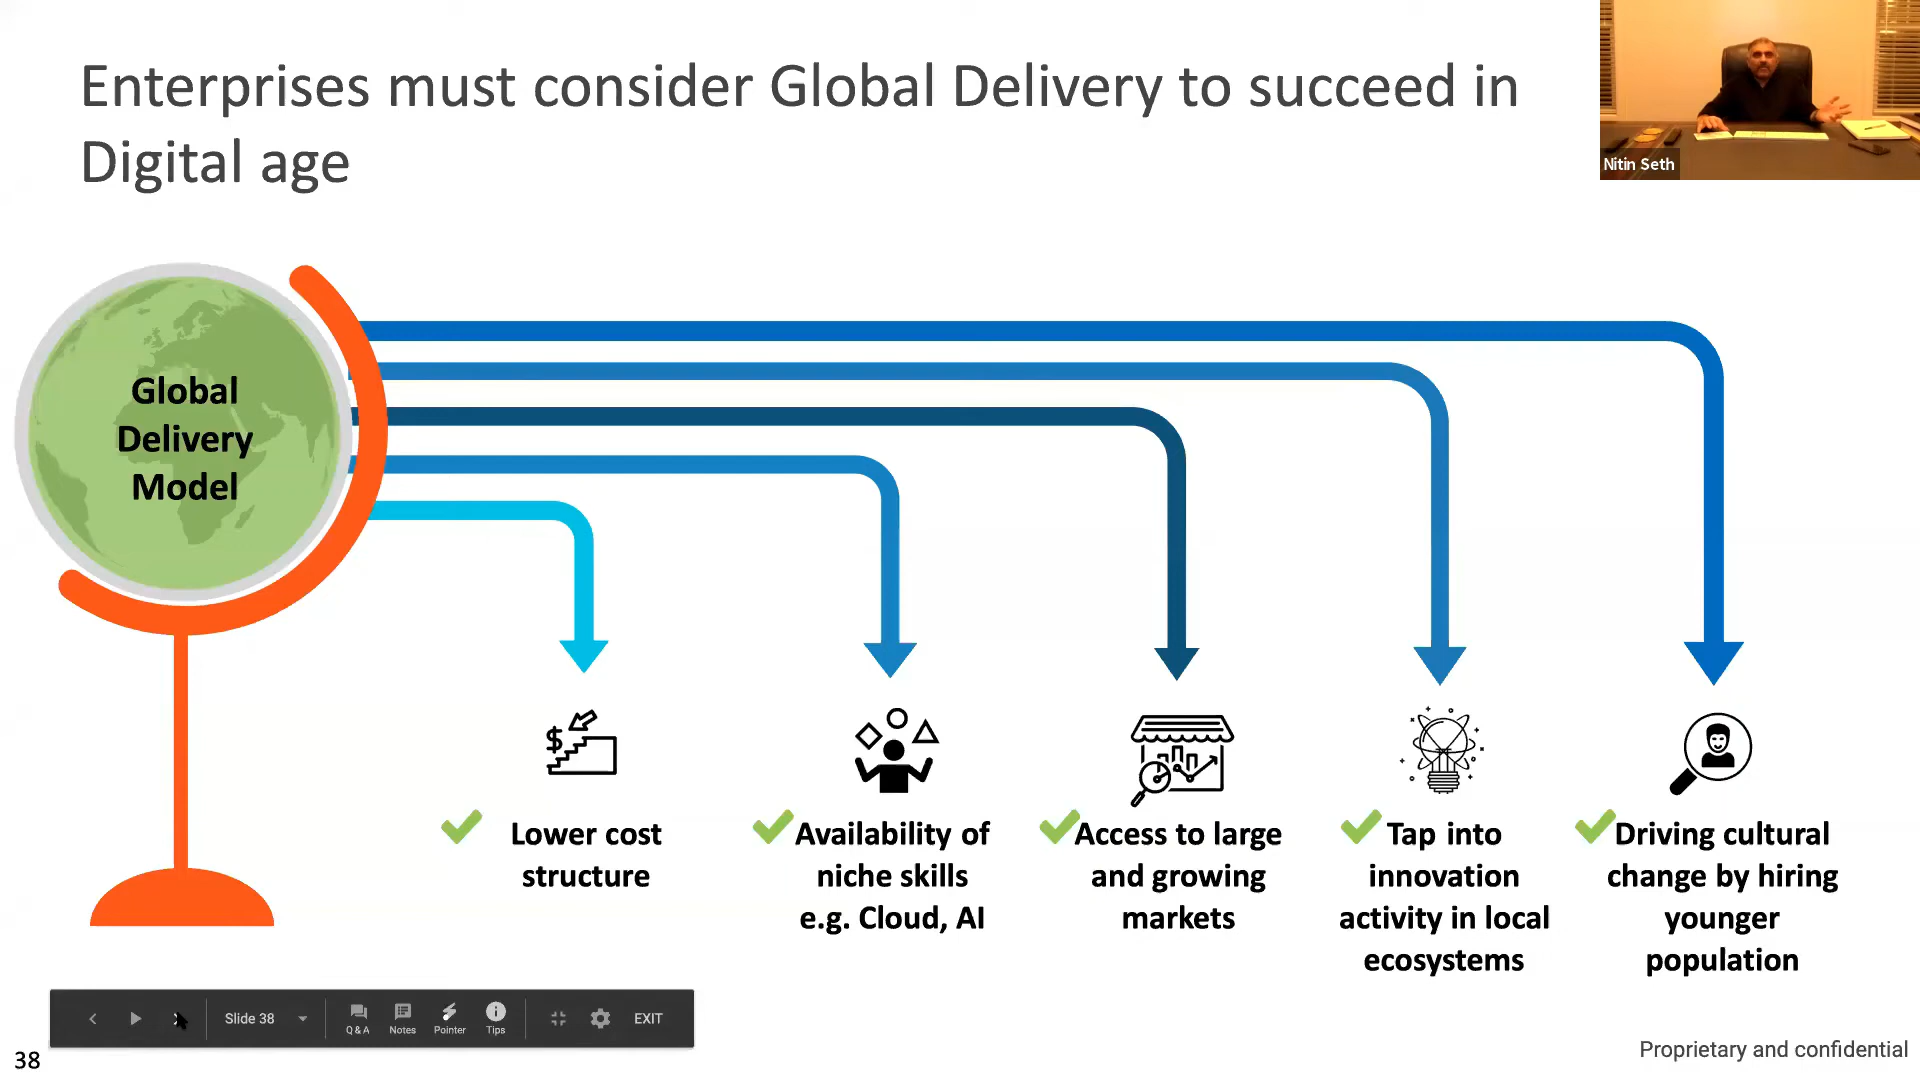 Enterprises must consider Global Delivery to succeed in
Digital age
Nitin Seth
Global
Delivery
Model
$
Lower cost
structure
Availability of
niche skills
e.g. Cloud, AI
Access to large
and growing
markets
Tap into
innovation
activity in local
ecosystems
Driving cultural
change by hiring
younger
population
Slide 38
Q & A
Notes
Pointer
Tips
EXIT
38
Proprietary and confidential